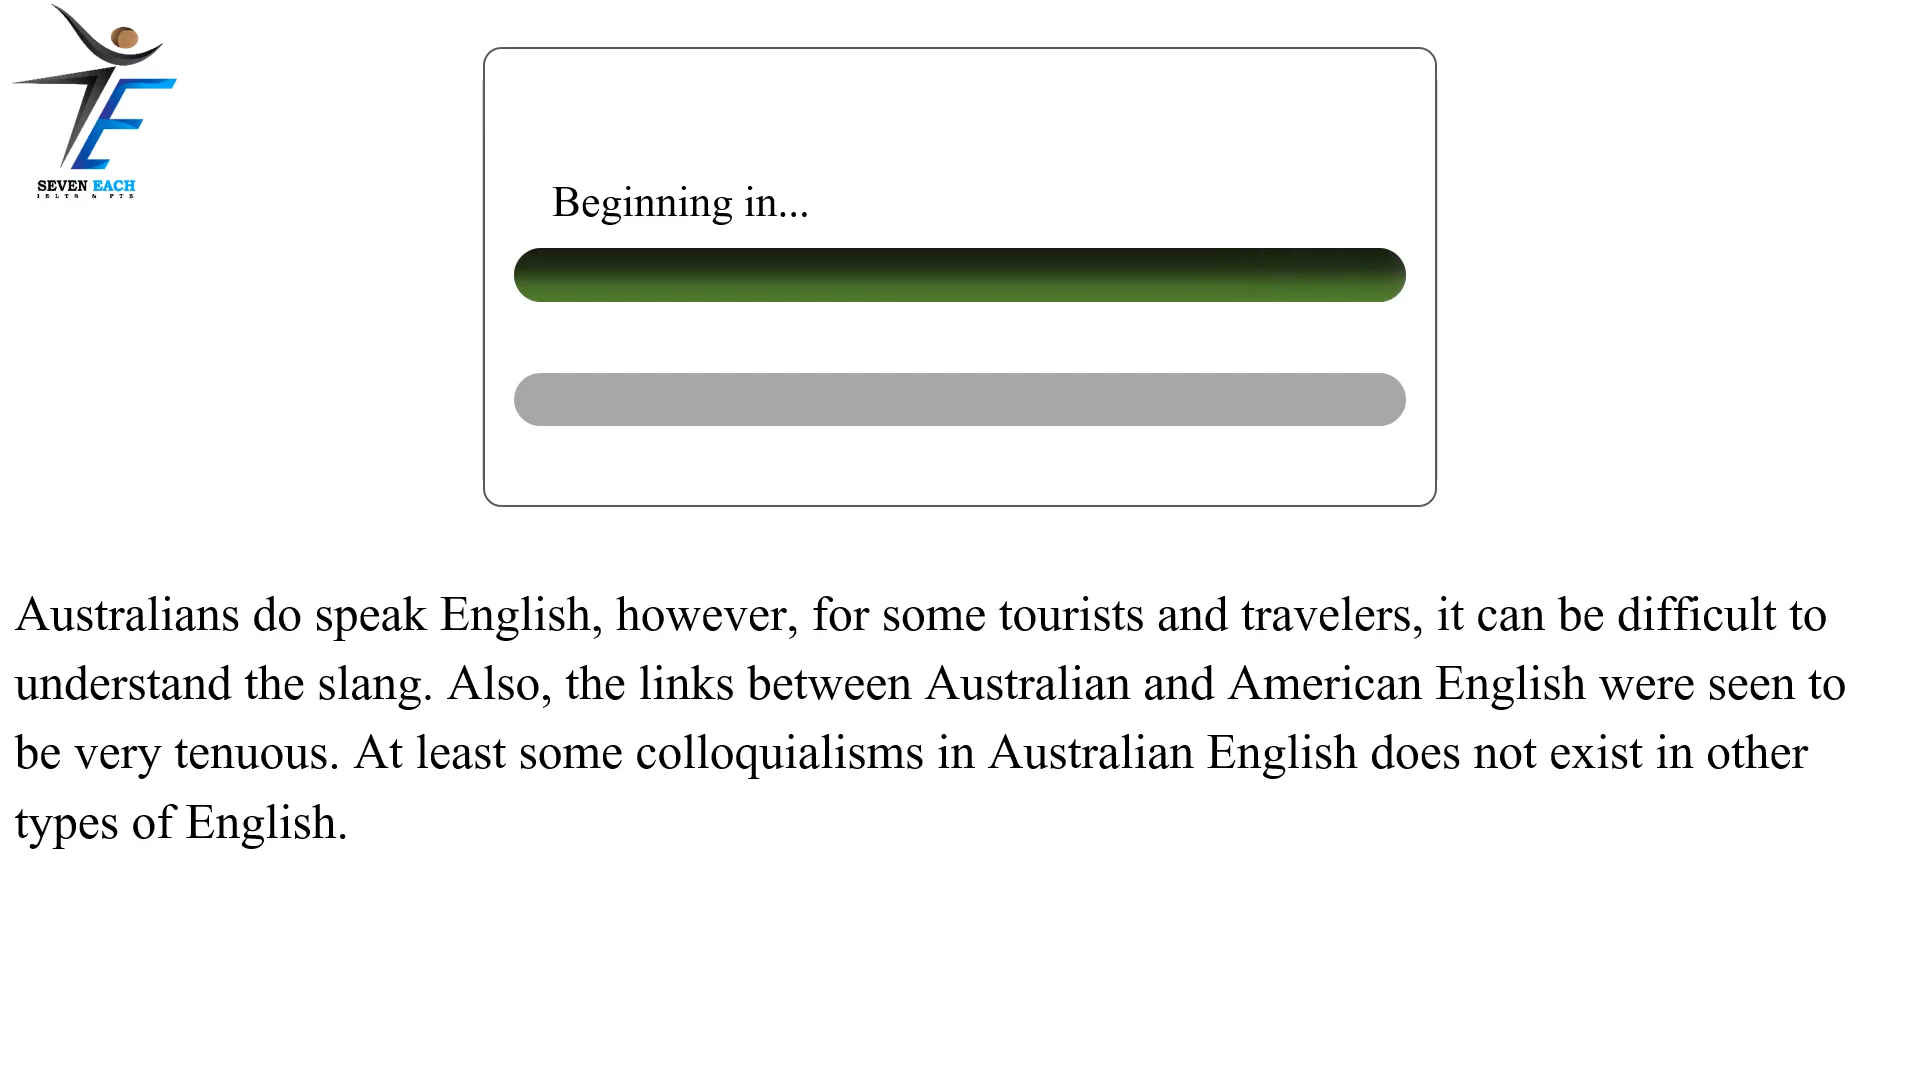 SEVEN EACH
IELTS & PTE
Beginning in...
Australians do speak English, however, for some tourists and travelers, it can be difficult to
understand the slang. Also, the links between Australian and American English were seen to
be very tenuous. At least some colloquialisms in Australian English does not exist in other
types of English.